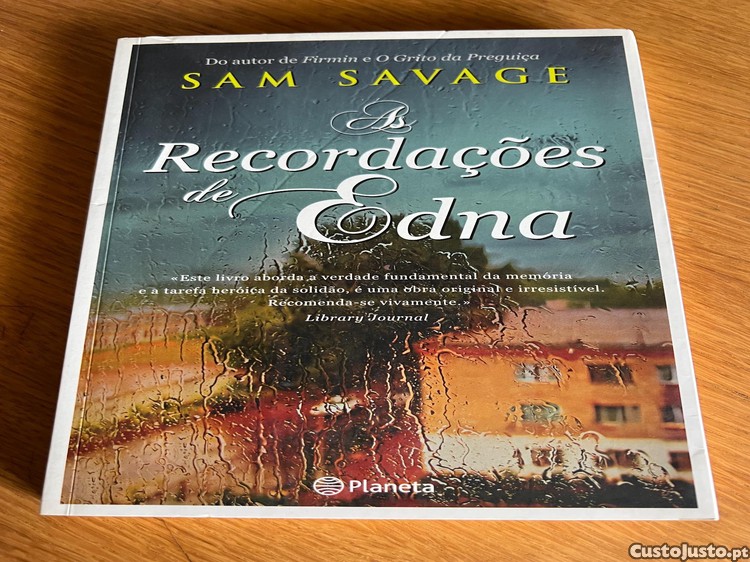 Do autor de Firmin e O Grito da Preguiça
SAM SAVAGE
As
Recordações
de Edna
«Este livro aborda a verdade fundamental da memória
e a tarefa heróica da solidão, é uma obra original e irresistível.
Recomenda-se vivamente.»
Library Journal
Planeta
CustoJusto.pt